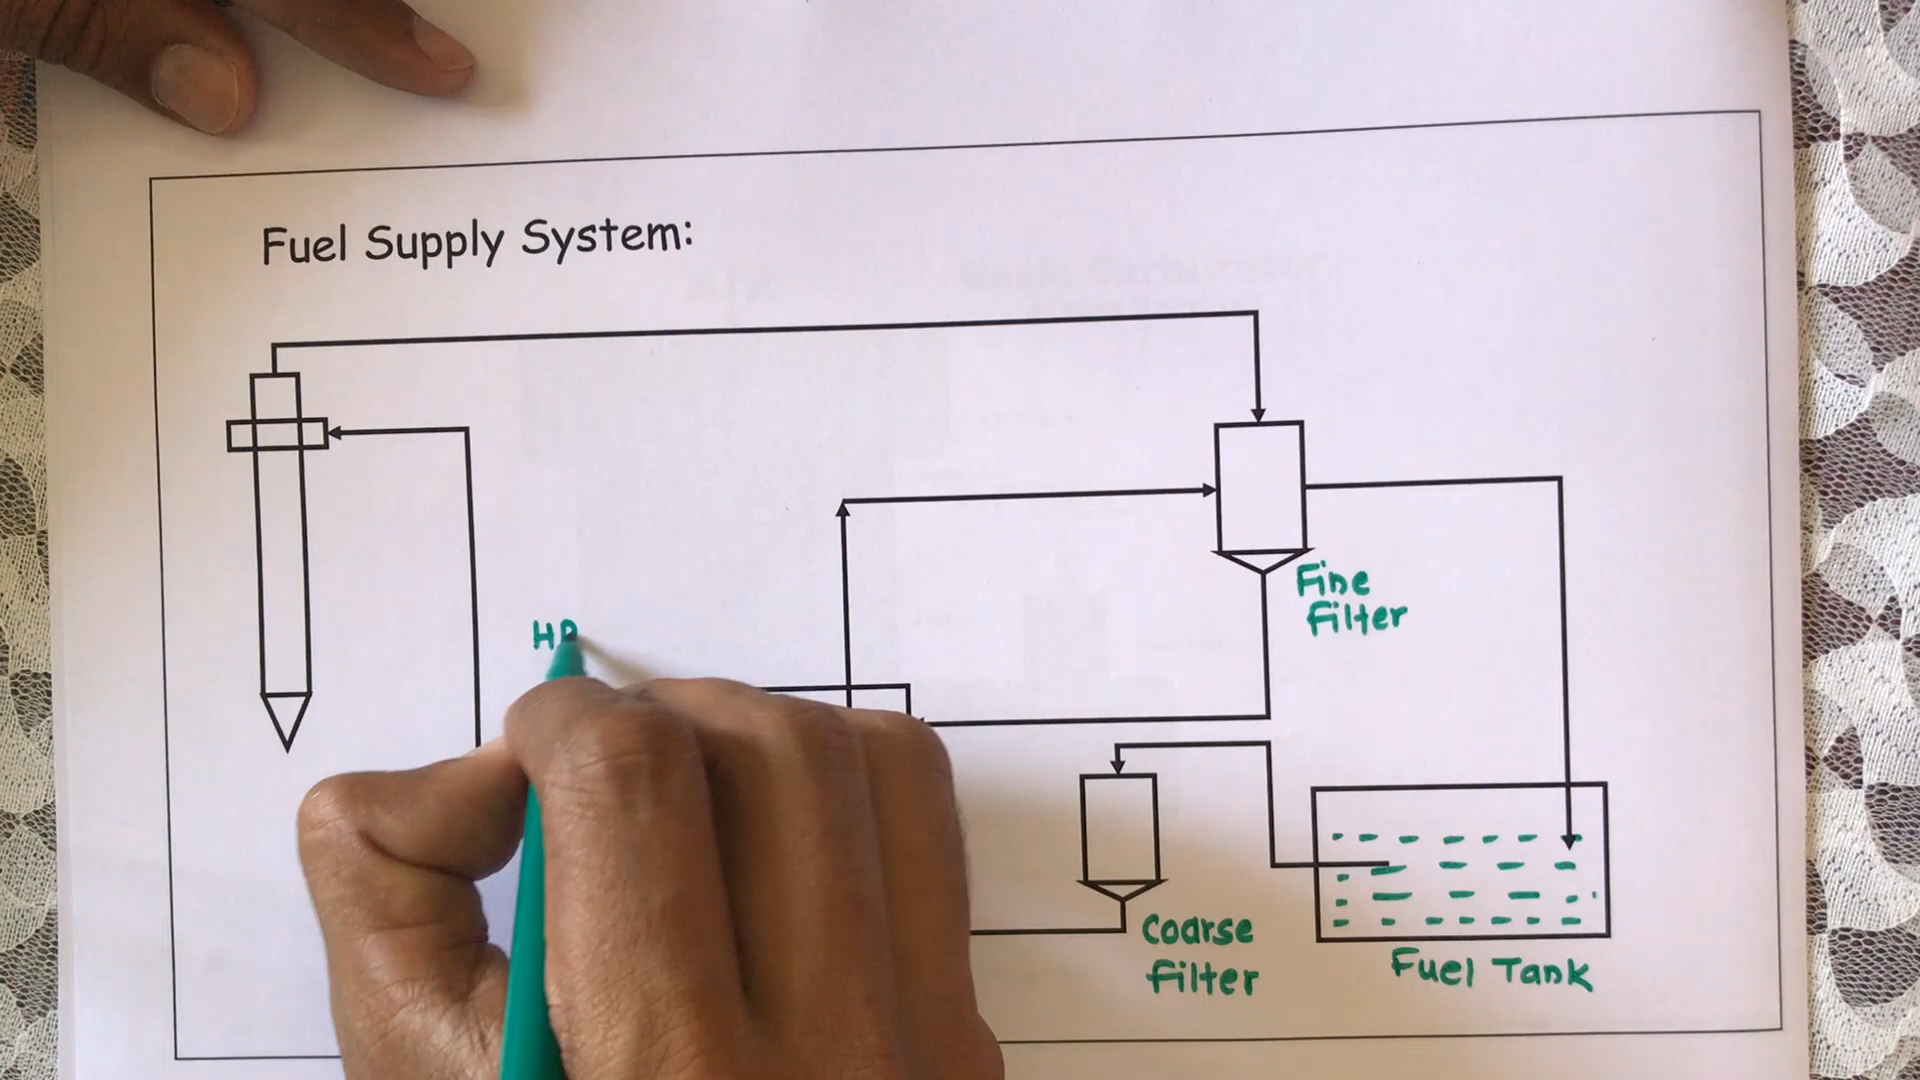 Fuel Supply System:
Fine
Filter
HP
Coarse
Filter
Fuel Tank